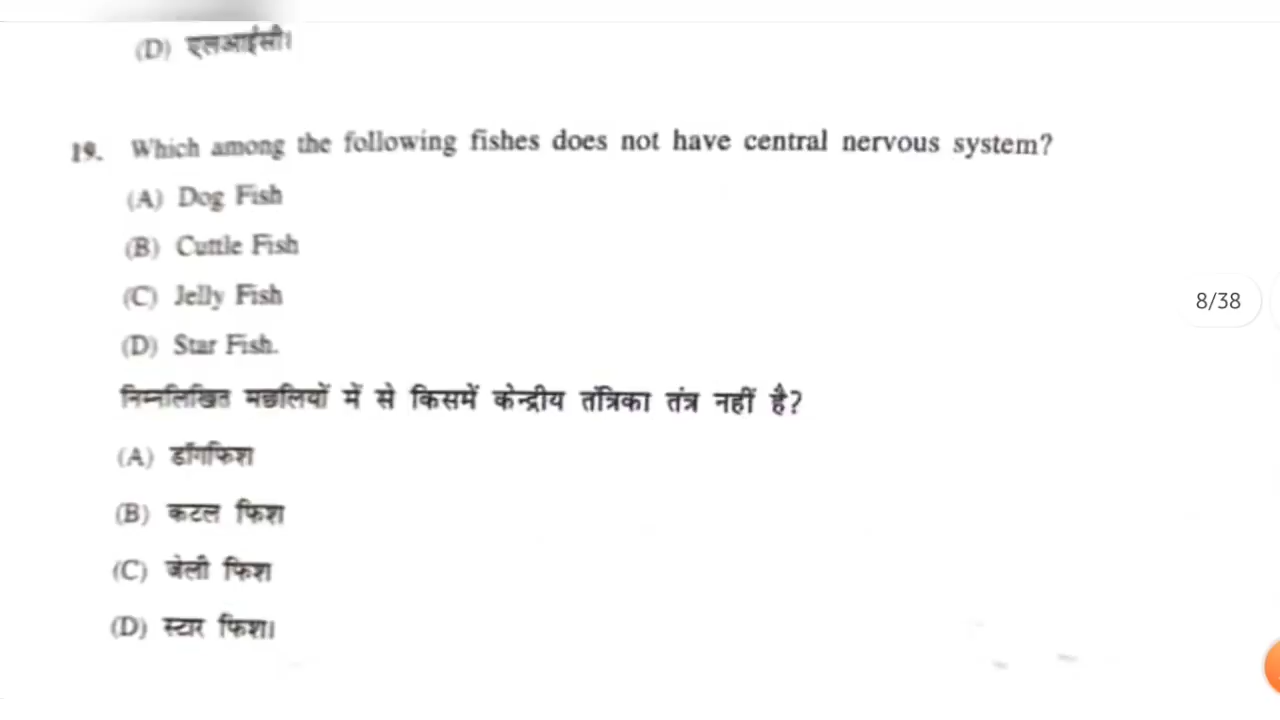 (D) एलआईसी।
19. Which among the following fishes does not have central nervous system?
(A) Dog Fish
(B) Cuttle Fish
(C) Jelly Fish
(D) Star Fish.
निम्नलिखित मछलियों में से किसमें केन्द्रीय तंत्रिका तंत्र नहीं है?
(A) डॉगफिश
(B) कटल फिश
(C) जेली फिश
(D) स्टार फिश।
8/38